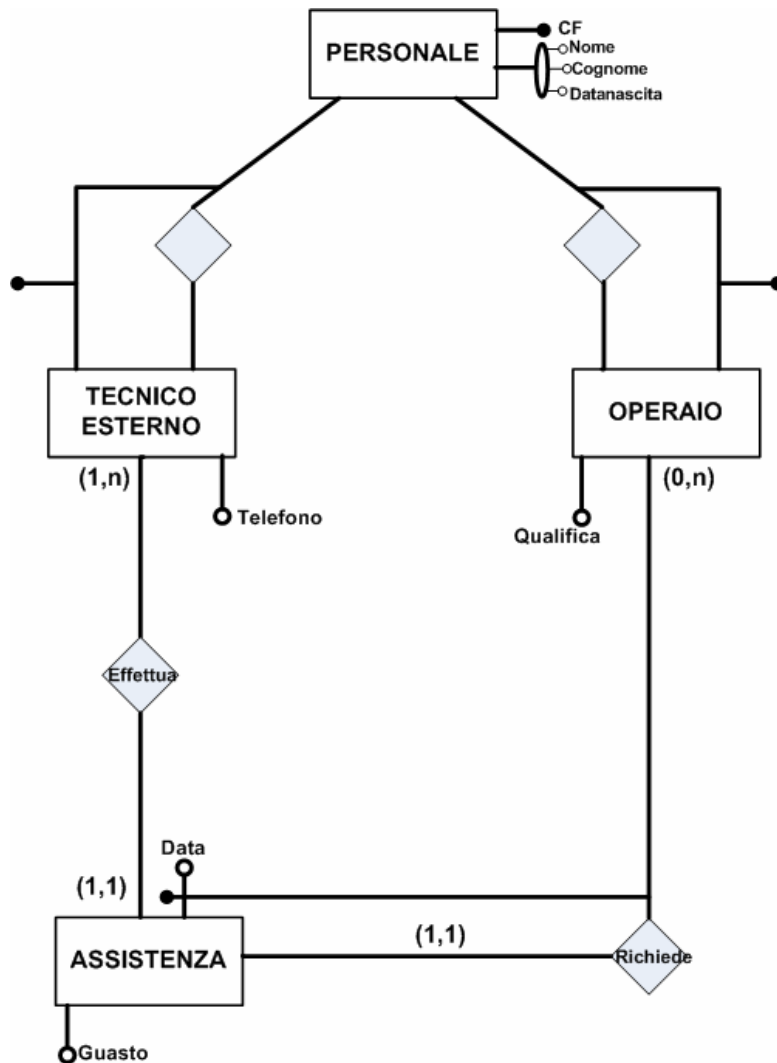 CF
PERSONALE
Nome
Cognome
Datanascita
TECNICO
ESTERNO
OPERAIO
(1,n)
(0,n)
Telefono
Qualifica
Effettua
Data
(1,1)
(1,1)
ASSISTENZA
Richiede
Guasto